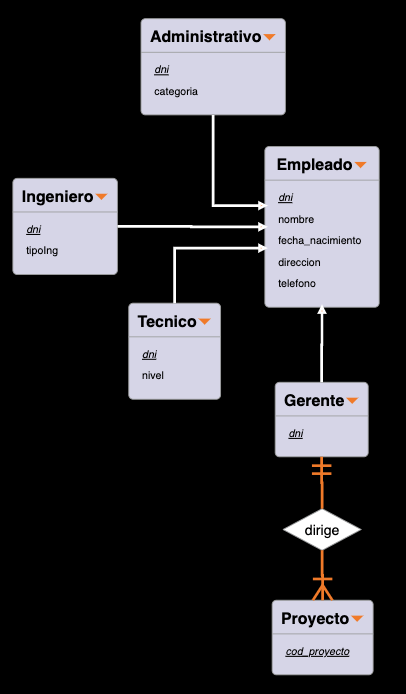 Administrativo
dni
categoria
Empleado
dni
nombre
fecha_nacimiento
direccion
telefono
Ingeniero
dni
tipoIng
Tecnico
dni
nivel
Gerente
dni
dirige
Proyecto
cod_proyecto